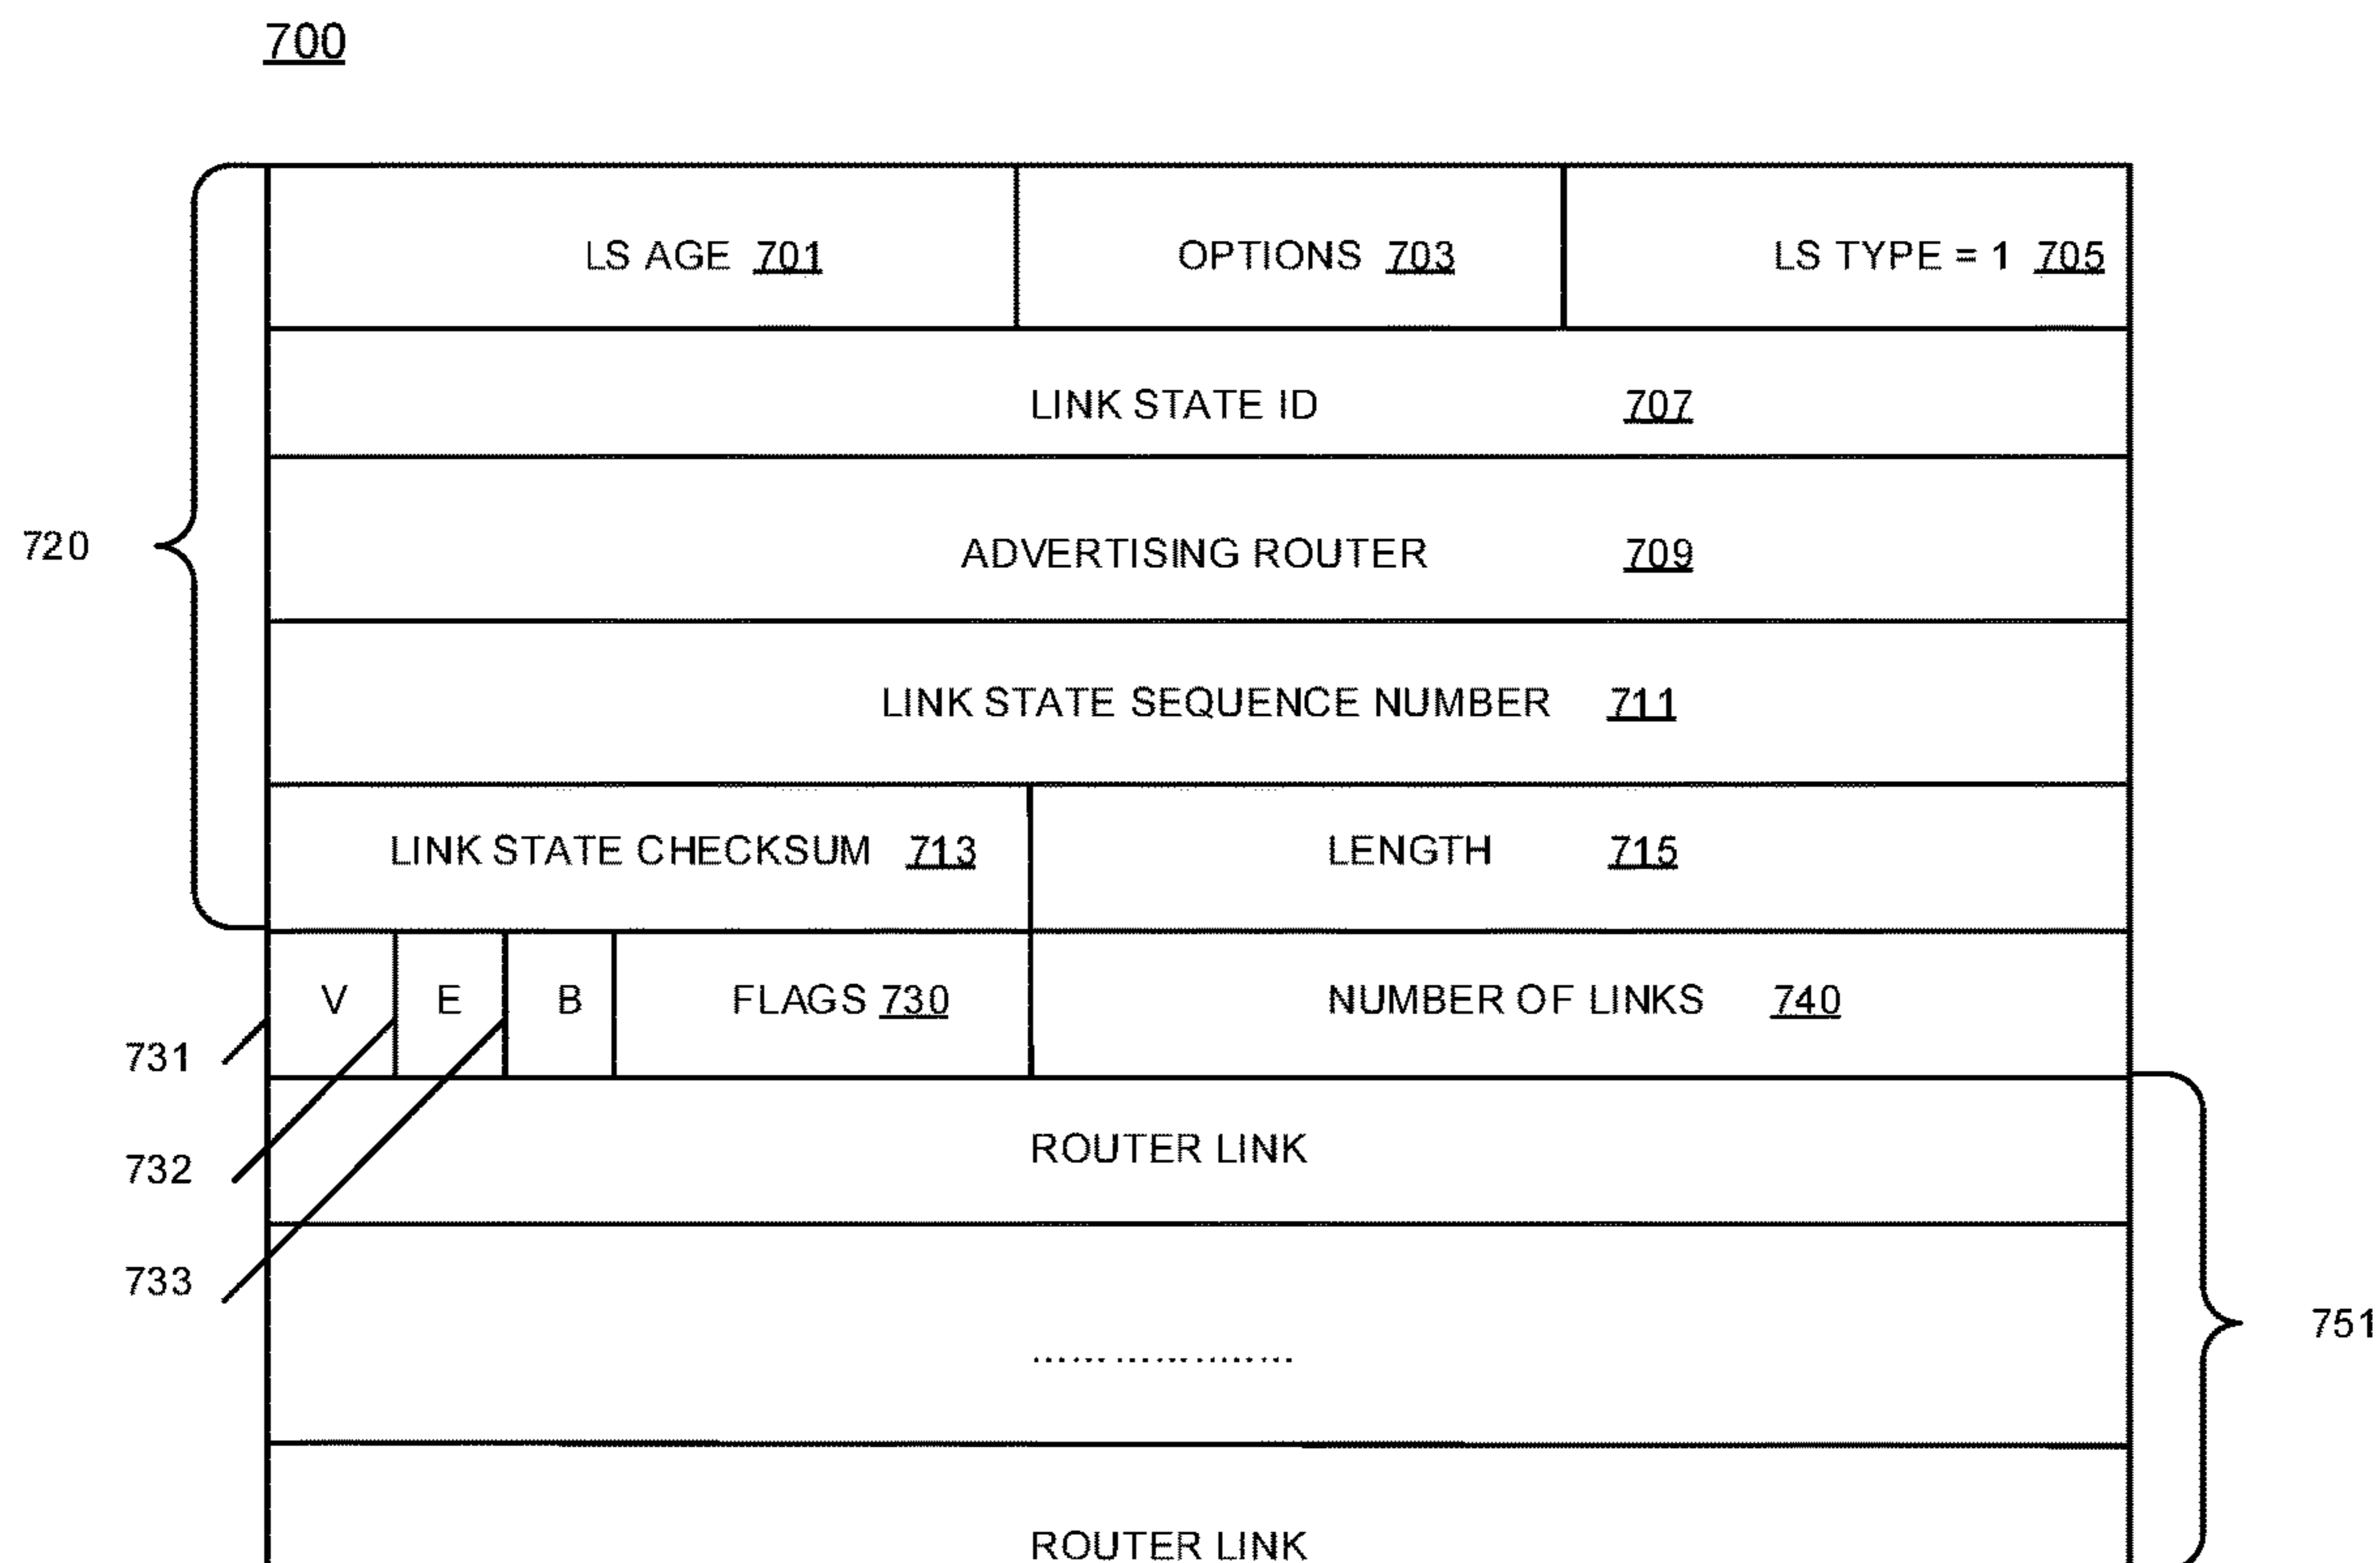 700
LS AGE 701 OPTIONS 703 LS TYPE = 1 705
LINK STATE ID 707
720
ADVERTISING ROUTER 709
LINK STATE SEQUENCE NUMBER 711
LINK STATE CHECKSUM 713 LENGTH 715
V E B FLAGS 730 NUMBER OF LINKS 740
731
ROUTER LINK
732
733
751
....................
ROUTER LINK